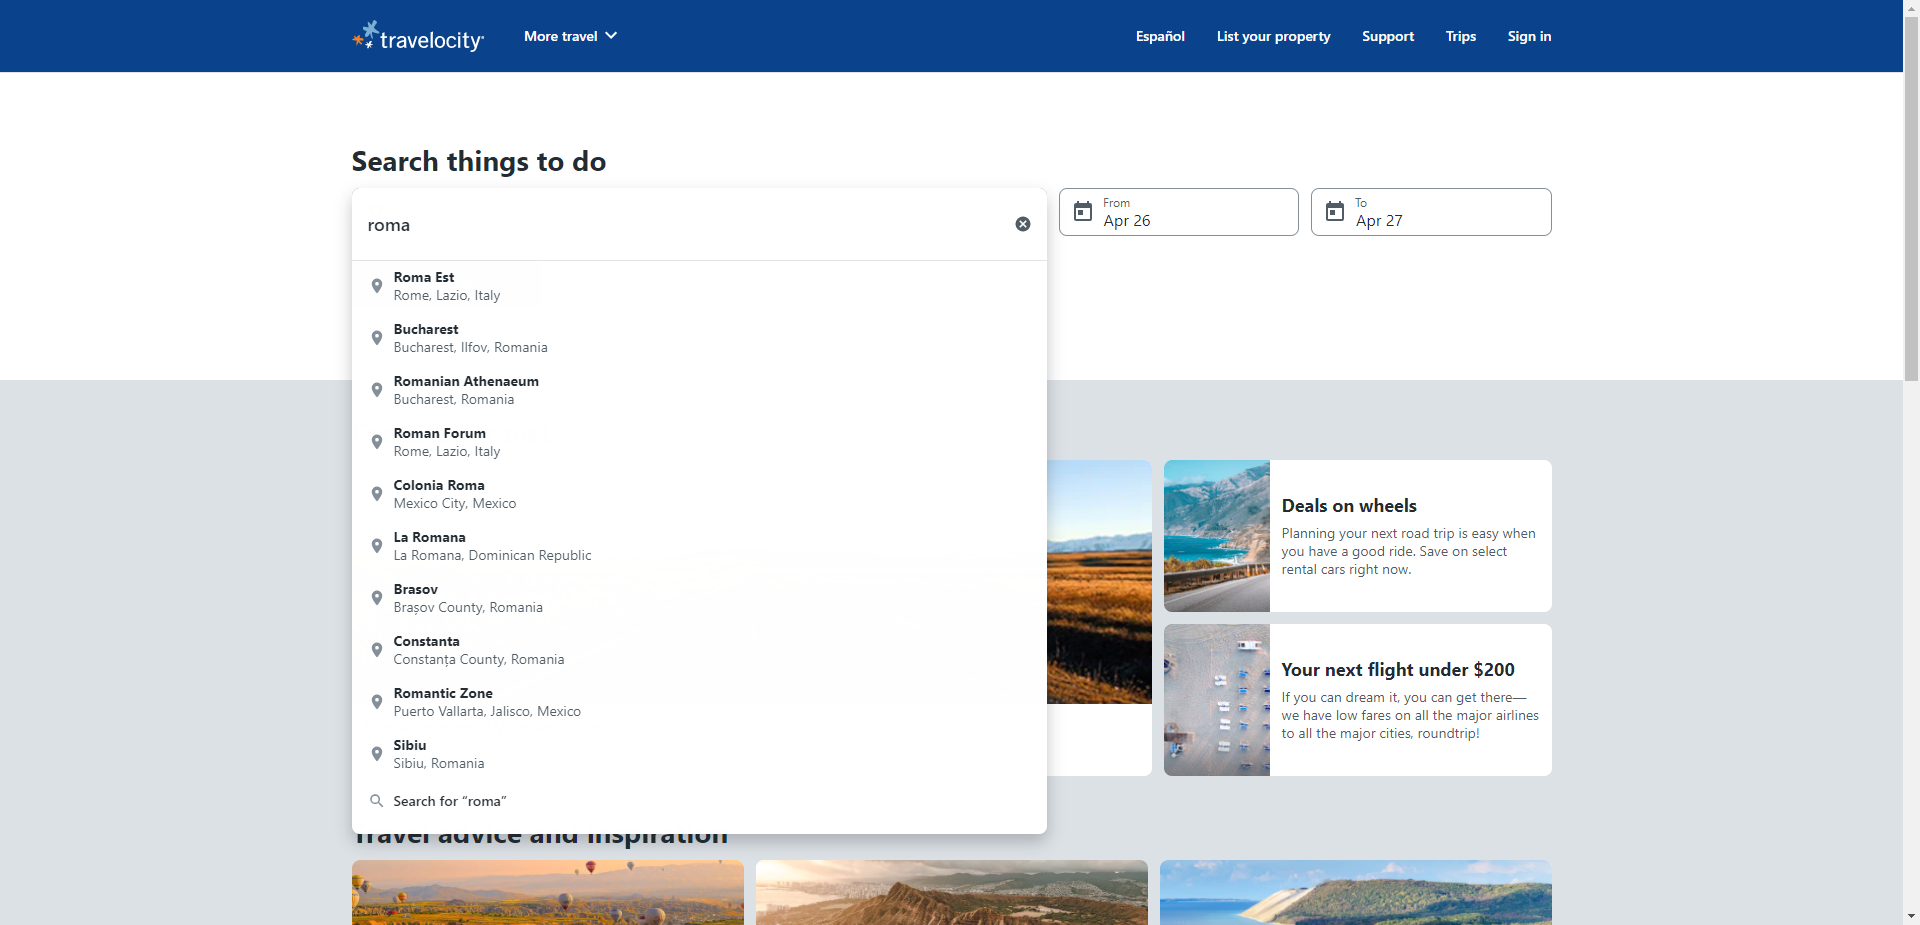 travelocity
More travel
Español
List your property
Support
Trips
Sign in
Search things to do
roma
From
Apr 26
To
Apr 27
Roma Est
Rome, Lazio, Italy
Bucharest
Bucharest, Ilfov, Romania
Romanian Athenaeum
Bucharest, Romania
Roman Forum
Rome, Lazio, Italy
Colonia Roma
Mexico City, Mexico
La Romana
La Romana, Dominican Republic
Brasov
Brașov County, Romania
Constanta
Constanța County, Romania
Romantic Zone
Puerto Vallarta, Jalisco, Mexico
Sibiu
Sibiu, Romania
Search for “roma”
Deals on wheels
Planning your next road trip is easy when
you have a good ride. Save on select
rental cars right now.
Your next flight under $200
If you can dream it, you can get there—
we have low fares on all the major airlines
to all the major cities, roundtrip!
Travel advice and inspiration